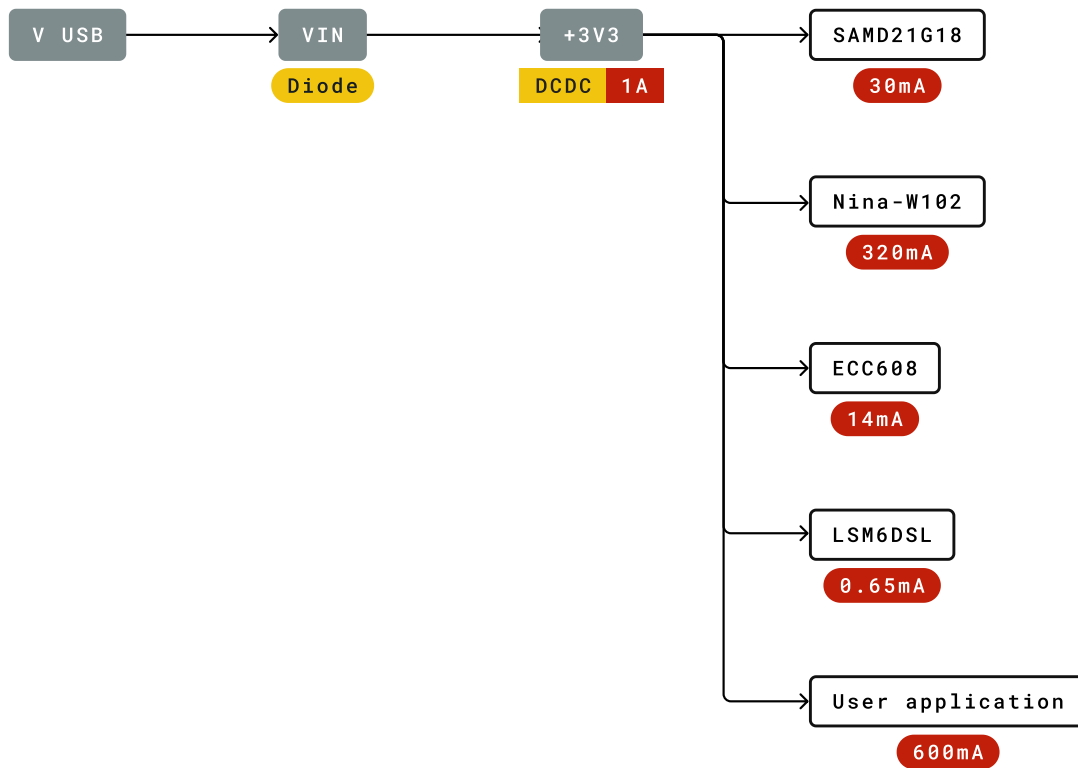 V USB
VIN
+3V3
SAMD21G18
Diode
DCDC
1A
30mA
Nina-W102
320mA
ECC608
14mA
LSM6DSL
0.65mA
User application
600mA